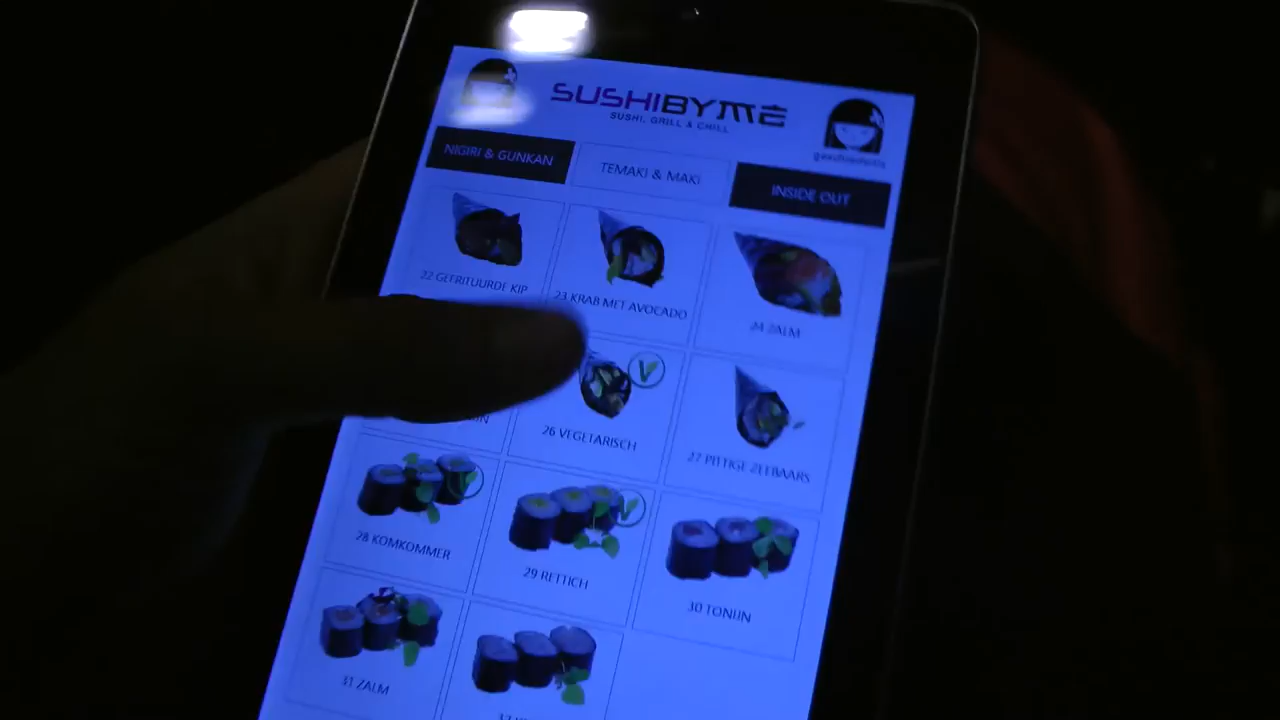 SUSHIBYME
SUSHI, GRILL & CHILL
NIGIRI & GUNKAN
TEMAKI & MAKI
INSIDE OUT
22 GEFRITUURDE KIP
23 KRAB MET AVOCADO
24 ZALM
26 VEGETARISCH
27 PITTIGE ZEEBAARS
28 KOMKOMMER
29 RETTICH
30 TONIJN
31 ZALM